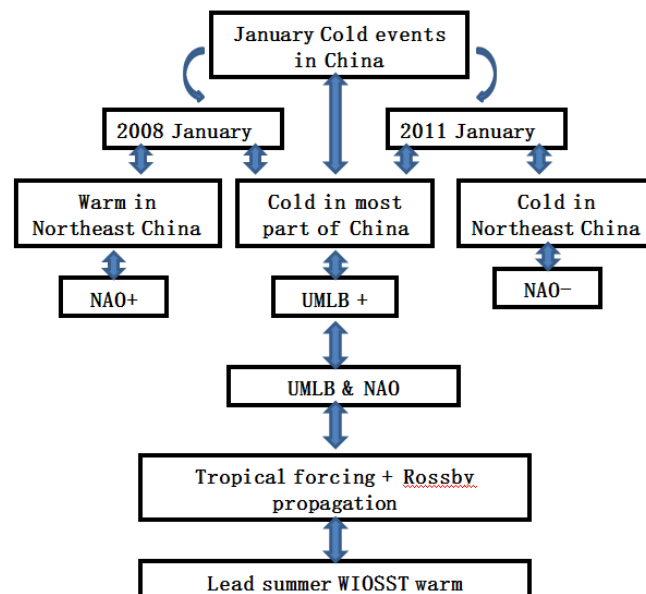 January Cold events
in China
2008 January
2011 January
Warm in
Northeast China
Cold in most
part of China
Cold in
Northeast China
NAO+
UMLB +
NAO-
UMLB & NAO
Tropical forcing + Rossby
propagation
Lead summer WIOSST warm